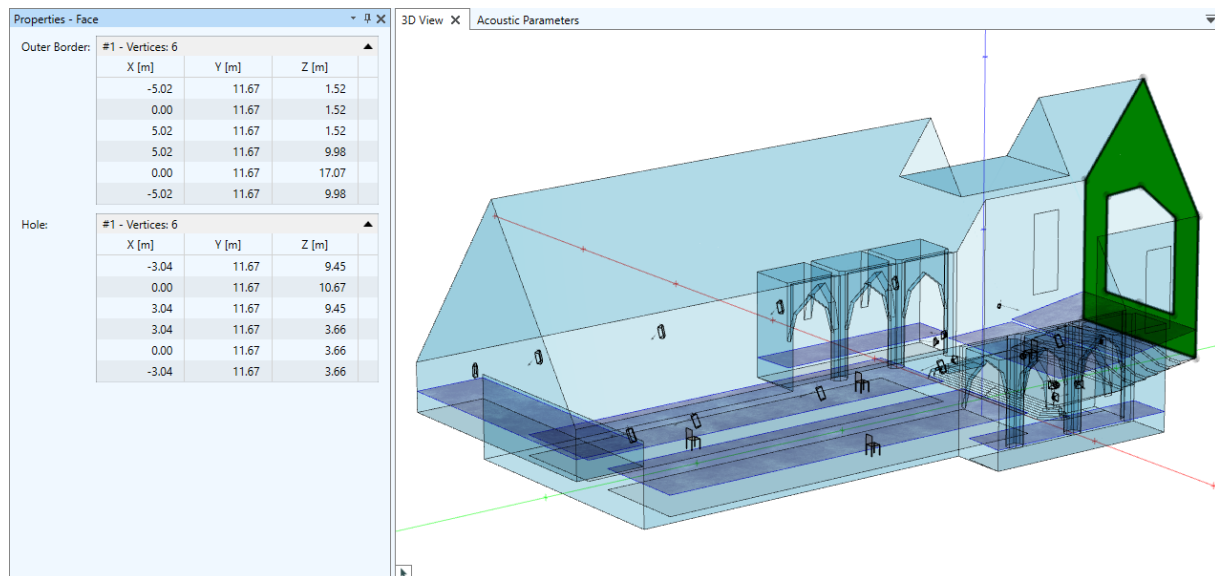 Properties - Face
3D View Acoustic Parameters
Outer Border: #1 - Vertices: 6
X [m] Y [m] Z [m]
-5.02 11.67 1.52
0.00 11.67 1.52
5.02 11.67 1.52
5.02 11.67 9.98
0.00 11.67 17.07
-5.02 11.67 9.98
Hole: #1 - Vertices: 6
X [m] Y [m] Z [m]
-3.04 11.67 9.45
0.00 11.67 10.67
3.04 11.67 9.45
3.04 11.67 3.66
0.00 11.67 3.66
-3.04 11.67 3.66